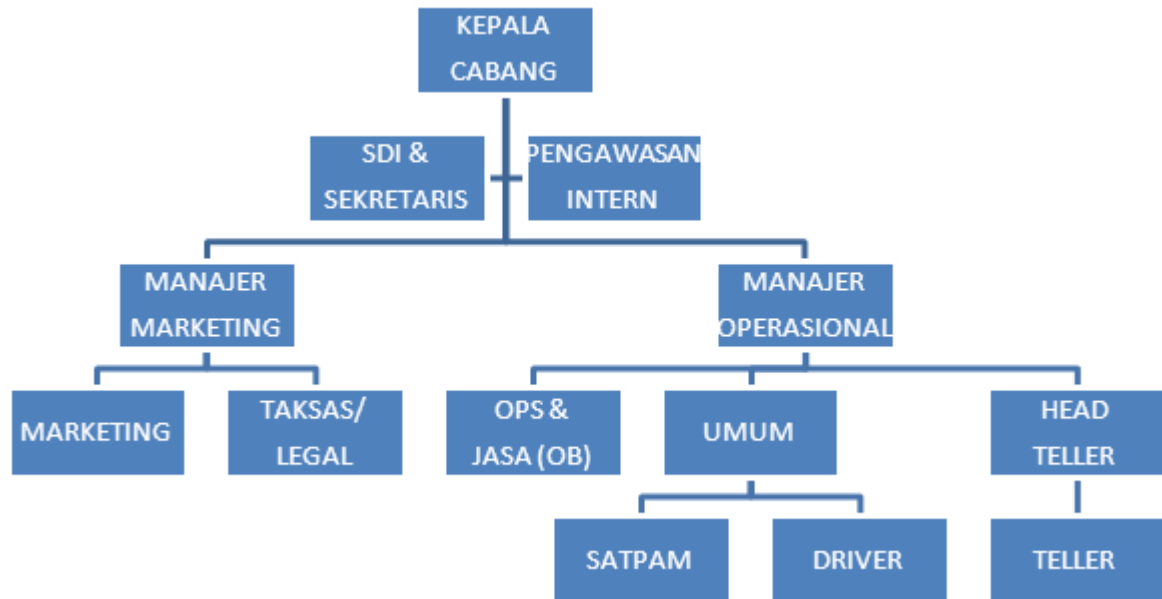 KEPALA
CABANG
SDI &
SEKRETARIS
PENGAWASAN
INTERN
MANAJER
MARKETING
MANAJER
OPERASIONAL
MARKETING
TAKSAS/
LEGAL
OPS &
JASA (OB)
UMUM
HEAD
TELLER
SATPAM
DRIVER
TELLER